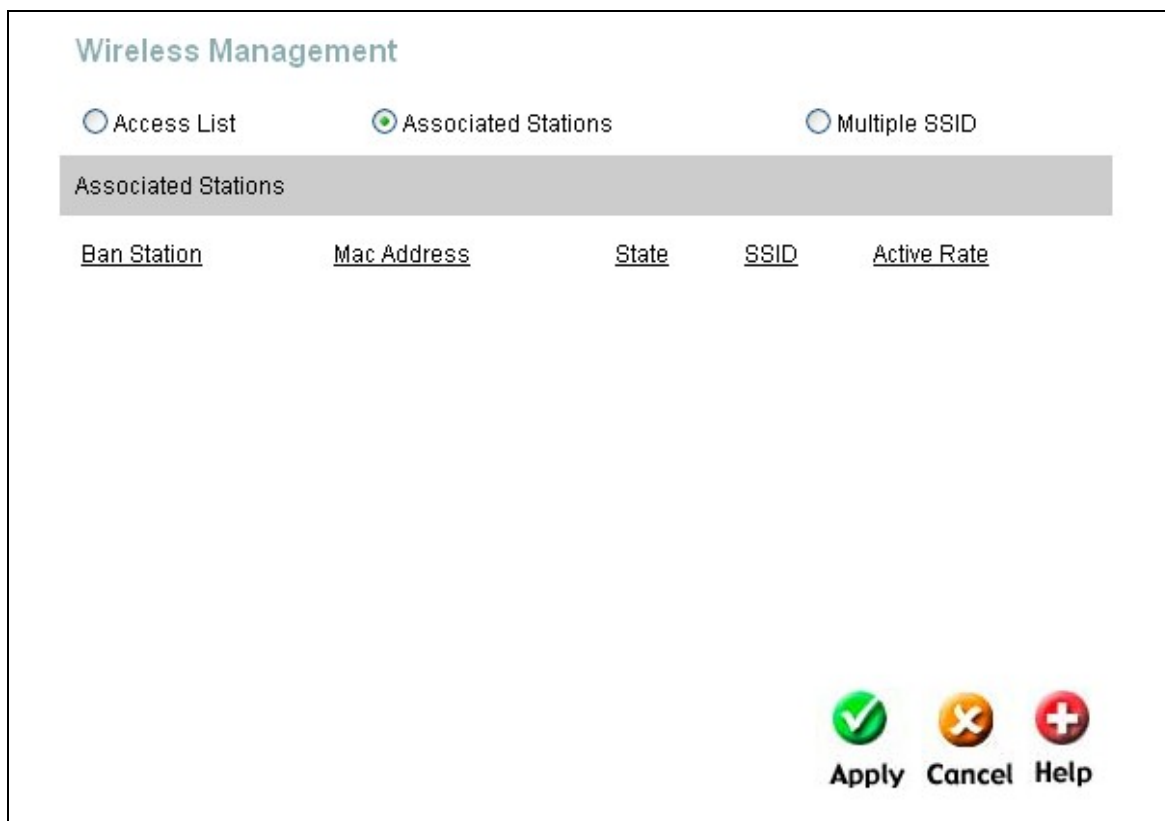 Wireless Management
Access List Associated Stations Multiple SSID
Associated Stations
Ban Station Mac Address State SSID Active Rate
Apply Cancel Help